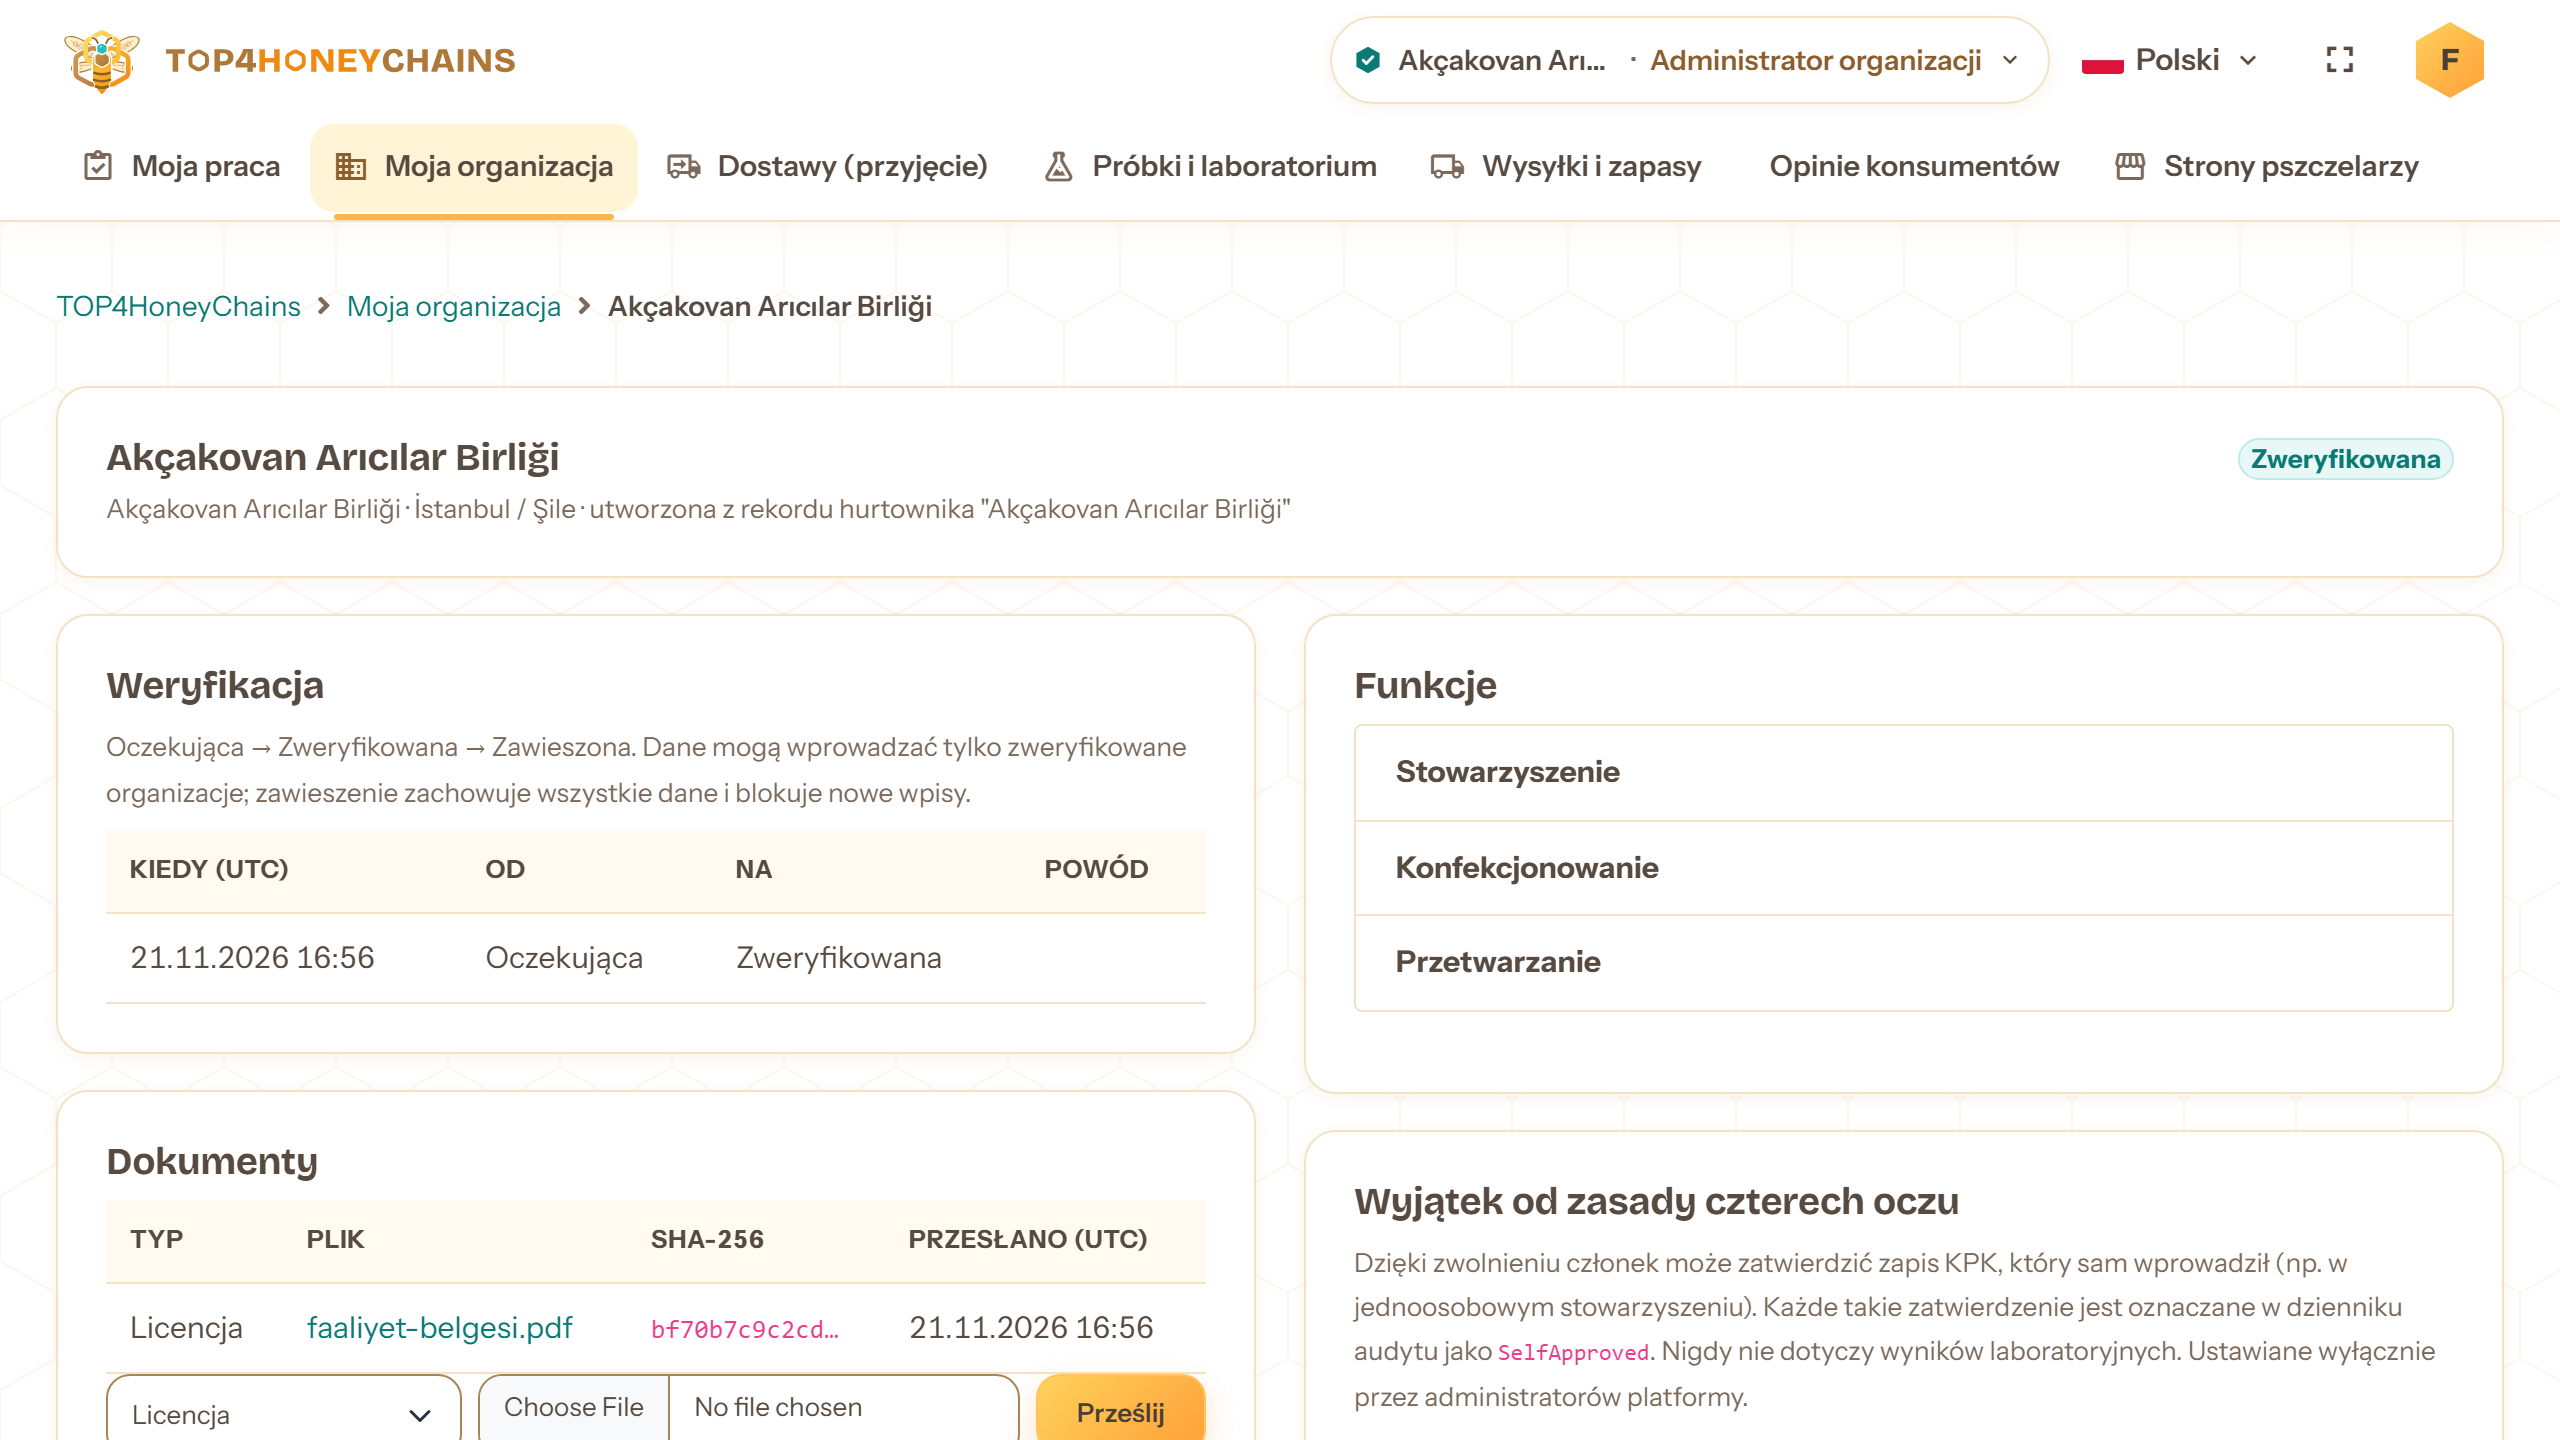 TOP4HONEYCHAINS
Akçakovan Arı... · Administrator organizacji
Polski
F
Moja praca
Moja organizacja
Dostawy (przyjęcie)
Próbki i laboratorium
Wysyłki i zapasy
Opinie konsumentów
Strony pszczelarzy
TOP4HoneyChains > Moja organizacja > Akçakovan Arıcılar Birliği
Akçakovan Arıcılar Birliği
Zweryfikowana
Akçakovan Arıcılar Birliği · İstanbul / Şile · utworzona z rekordu hurtownika "Akçakovan Arıcılar Birliği"
Weryfikacja
Oczekująca → Zweryfikowana → Zawieszona. Dane mogą wprowadzać tylko zweryfikowane
organizacje; zawieszenie zachowuje wszystkie dane i blokuje nowe wpisy.
KIEDY (UTC) OD NA POWÓD
21.11.2026 16:56 Oczekująca Zweryfikowana
Funkcje
Stowarzyszenie
Konfekcjonowanie
Przetwarzanie
Dokumenty
TYP PLIK SHA-256 PRZESŁANO (UTC)
Licencja faaliyet-belgesi.pdf bf70b7c9c2cd… 21.11.2026 16:56
Licencja
Choose File No file chosen
Prześlij
Wyjątek od zasady czterech oczu
Dzięki zwolnieniu członek może zatwierdzić zapis KPK, który sam wprowadził (np. w
jednoosobowym stowarzyszeniu). Każde takie zatwierdzenie jest oznaczane w dzienniku
audytu jako SelfApproved. Nigdy nie dotyczy wyników laboratoryjnych. Ustawiane wyłącznie
przez administratorów platformy.